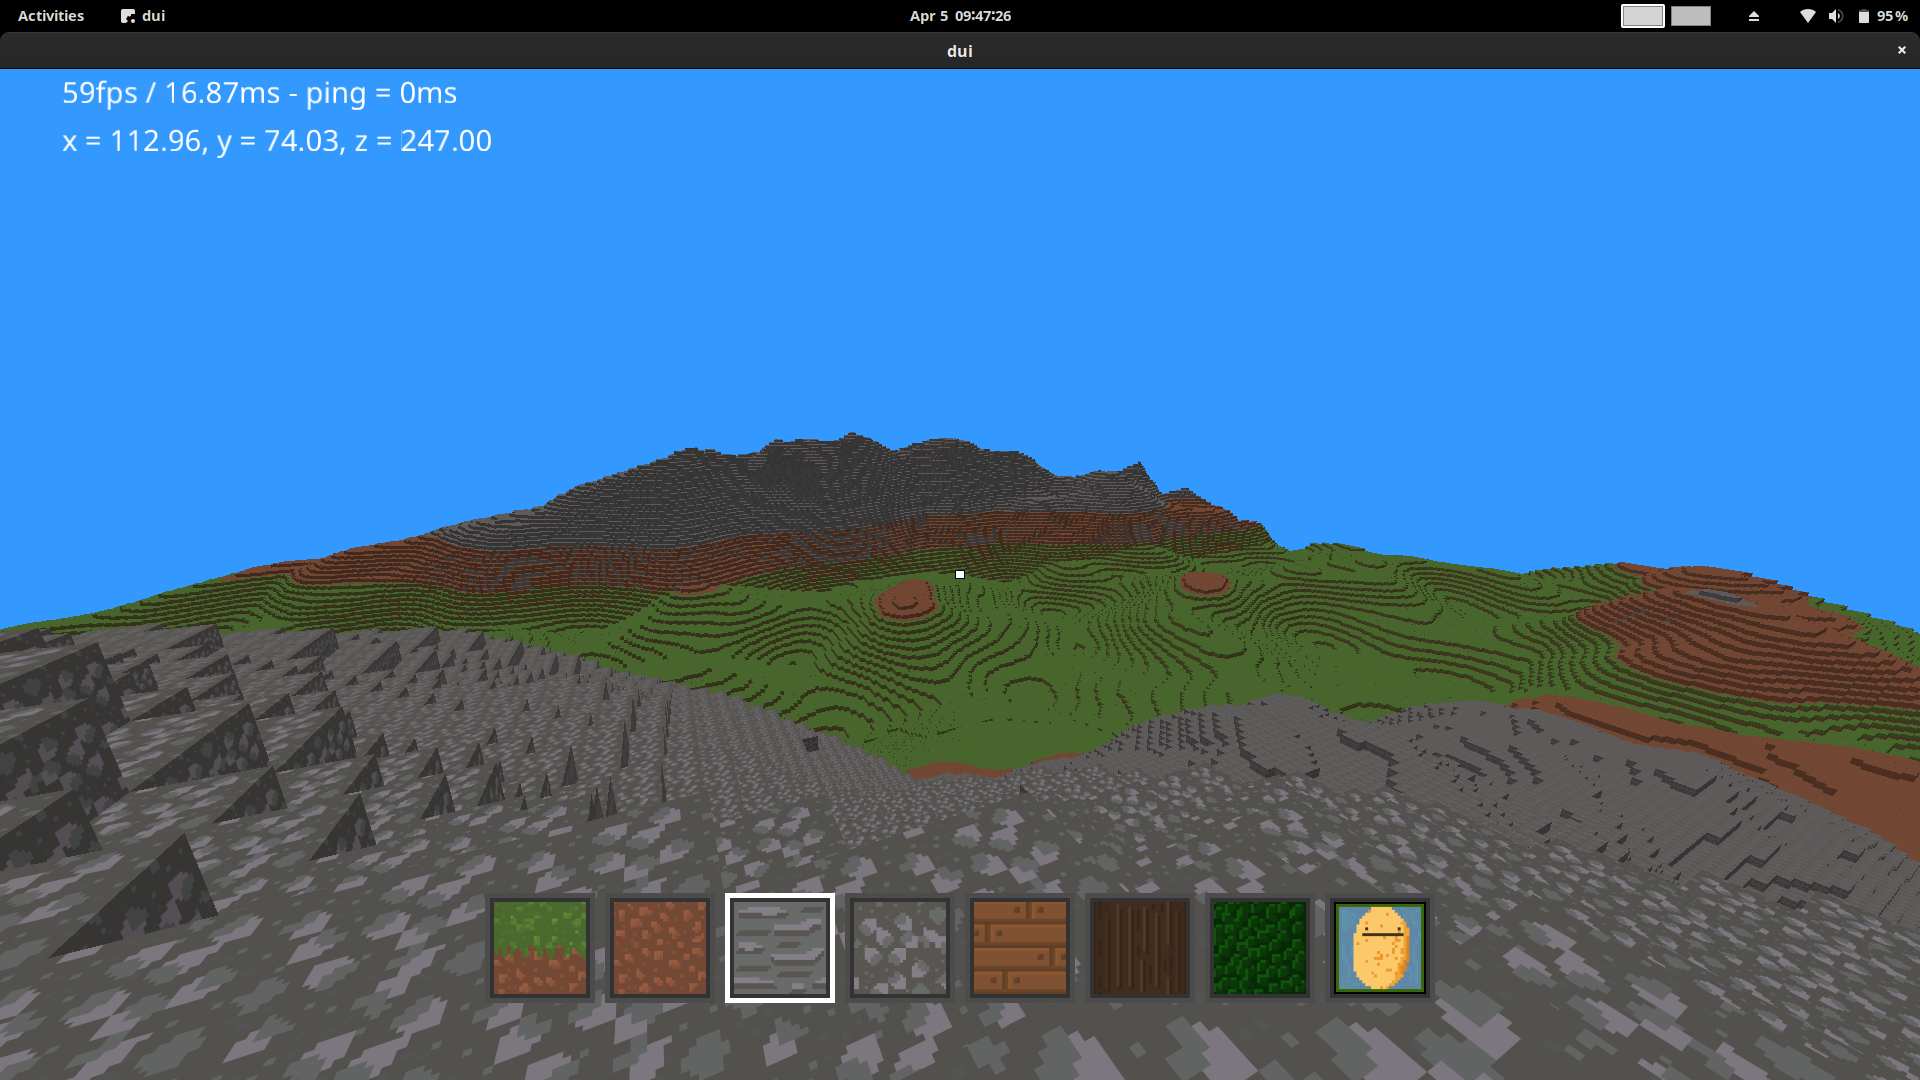 Activities
dui
Apr 5 09:47:26
95%
dui
59fps / 16.87ms - ping = 0ms
x = 112.96, y = 74.03, z = 247.00